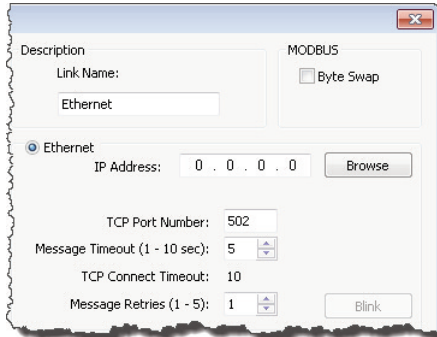 Description
Link Name:
Ethernet
MODBUS
Byte Swap
Ethernet
IP Address: 0 . 0 . 0 . 0 Browse
TCP Port Number: 502
Message Timeout (1 - 10 sec): 5
TCP Connect Timeout: 10
Message Retries (1 - 5): 1 Blink